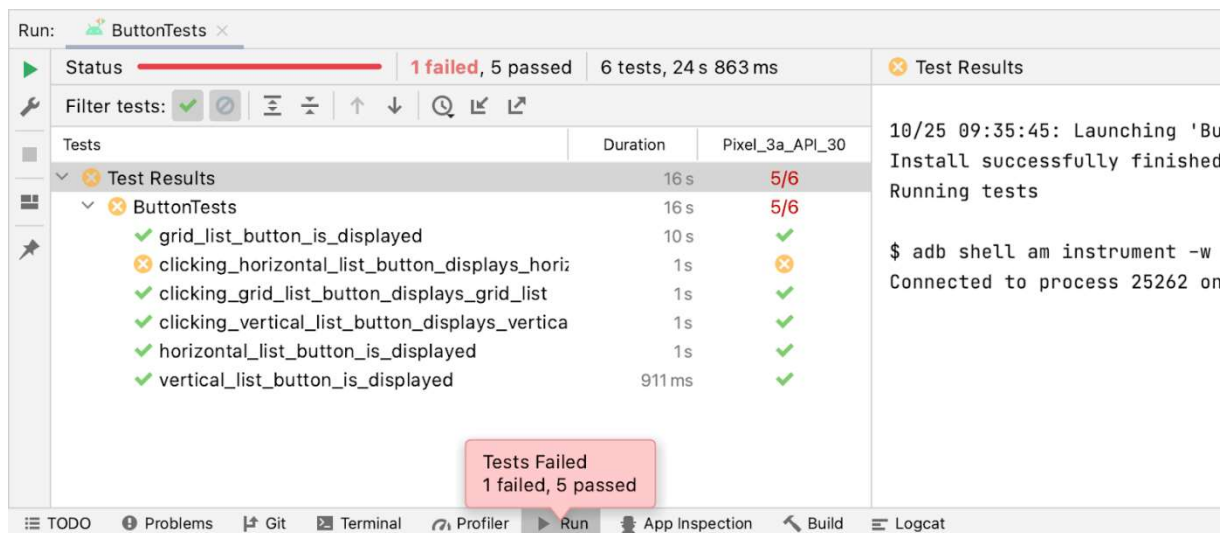 Run: ButtonTests
Status 1 failed, 5 passed 6 tests, 24 s 863 ms
Filter tests:
Tests Duration Pixel_3a_API_30
Test Results 16 s 5/6
ButtonTests 16 s 5/6
grid_list_button_is_displayed 10 s
clicking_horizontal_list_button_displays_horiz 1 s
clicking_grid_list_button_displays_grid_list 1 s
clicking_vertical_list_button_displays_vertica 1 s
horizontal_list_button_is_displayed 1 s
vertical_list_button_is_displayed 911 ms
Test Results
10/25 09:35:45: Launching 'Bu
Install successfully finished
Running tests
$ adb shell am instrument -w
Connected to process 25262 on
Tests Failed
1 failed, 5 passed
TODO Problems Git Terminal Profiler Run App Inspection Build Logcat